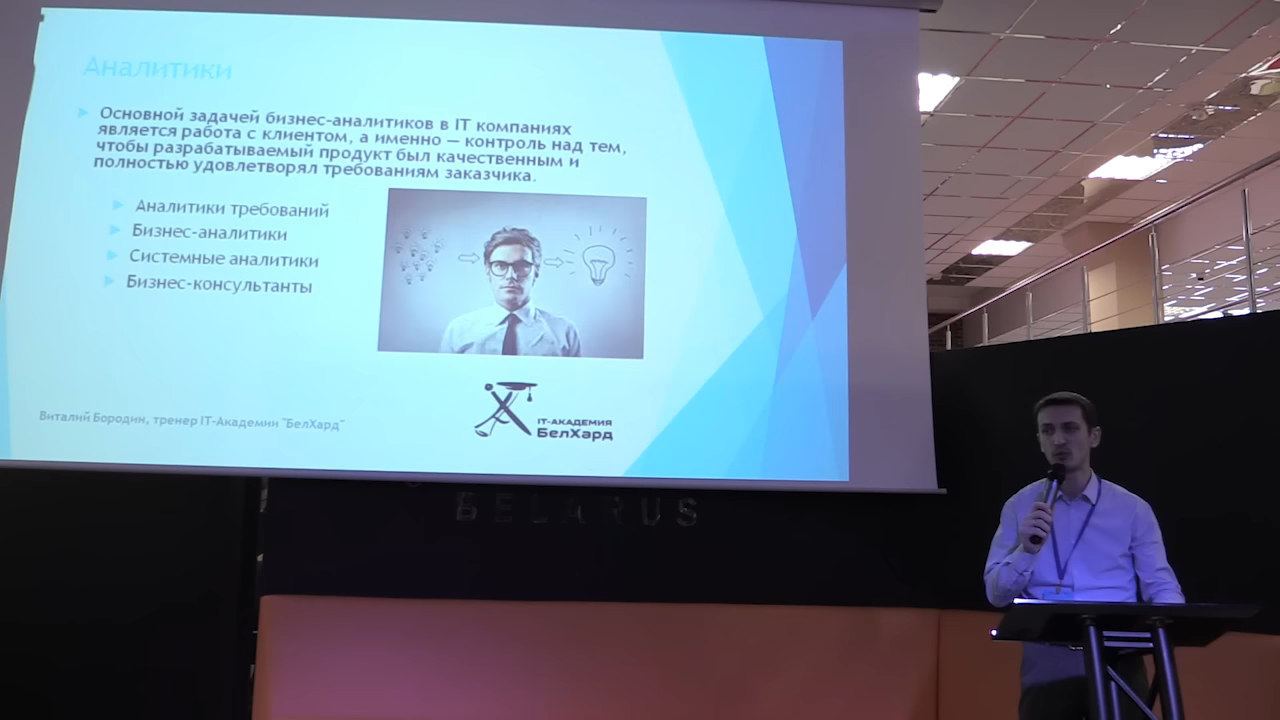 Аналитики
Основной задачей бизнес-аналитиков в IT компаниях
является работа с клиентом, а именно — контроль над тем,
чтобы разрабатываемый продукт был качественным и
полностью удовлетворял требованиям заказчика.
Аналитики требований
Бизнес-аналитики
Системные аналитики
Бизнес-консультанты
Виталий Бородин, тренер IT-Академии "БелХард"
IT-АКАДЕМИЯ
БелХард
BELARUS